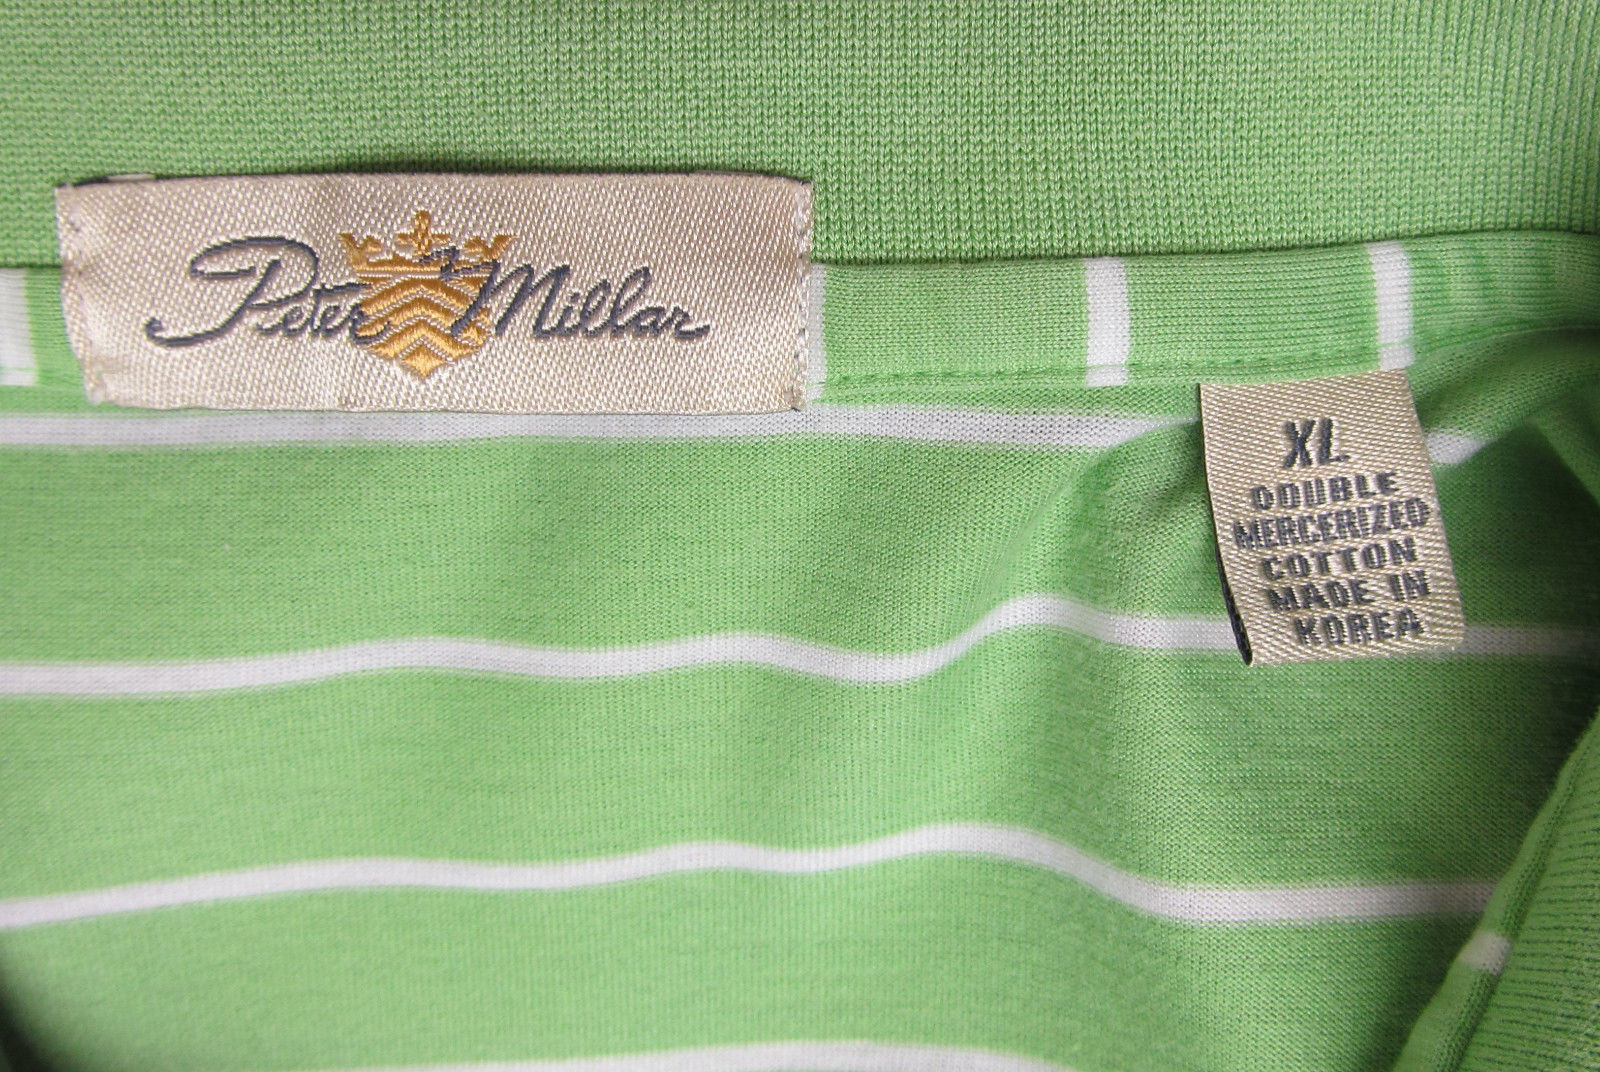 Peter Millar
XL
DOUBLE
MERCERIZED
COTTON
MADE IN
KOREA